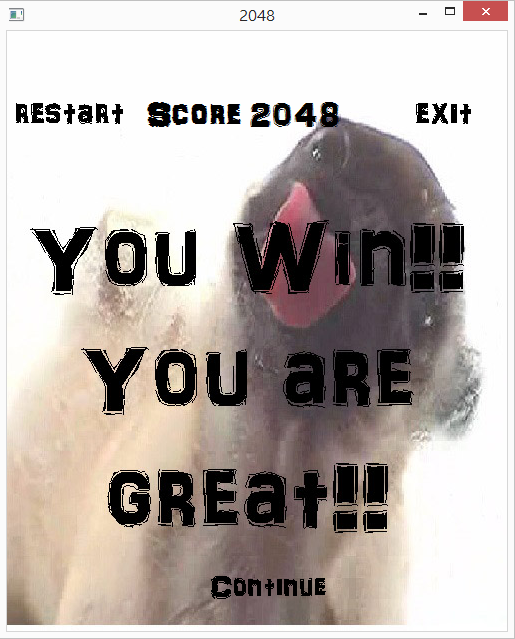 2048
REStaRt SCORE 2048 EXit
YOU Win!!
YOU aRE
GREat!!
COntinUE